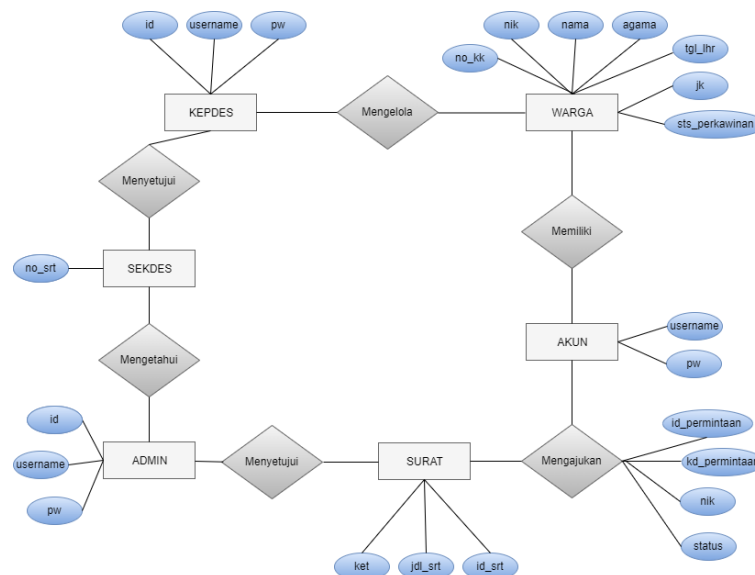 id
username
pw
nik
nama
agama
no_kk
tgl_lhr
KEPDES
Mengelola
WARGA
jk
sts_perkawinan
Menyetujui
Memiliki
no_srt
SEKDES
AKUN
username
pw
Mengetahui
id
username
pw
ADMIN
Menyetujui
SURAT
Mengajukan
id_permintaan
kd_permintaan
nik
status
ket
jdl_srt
id_srt